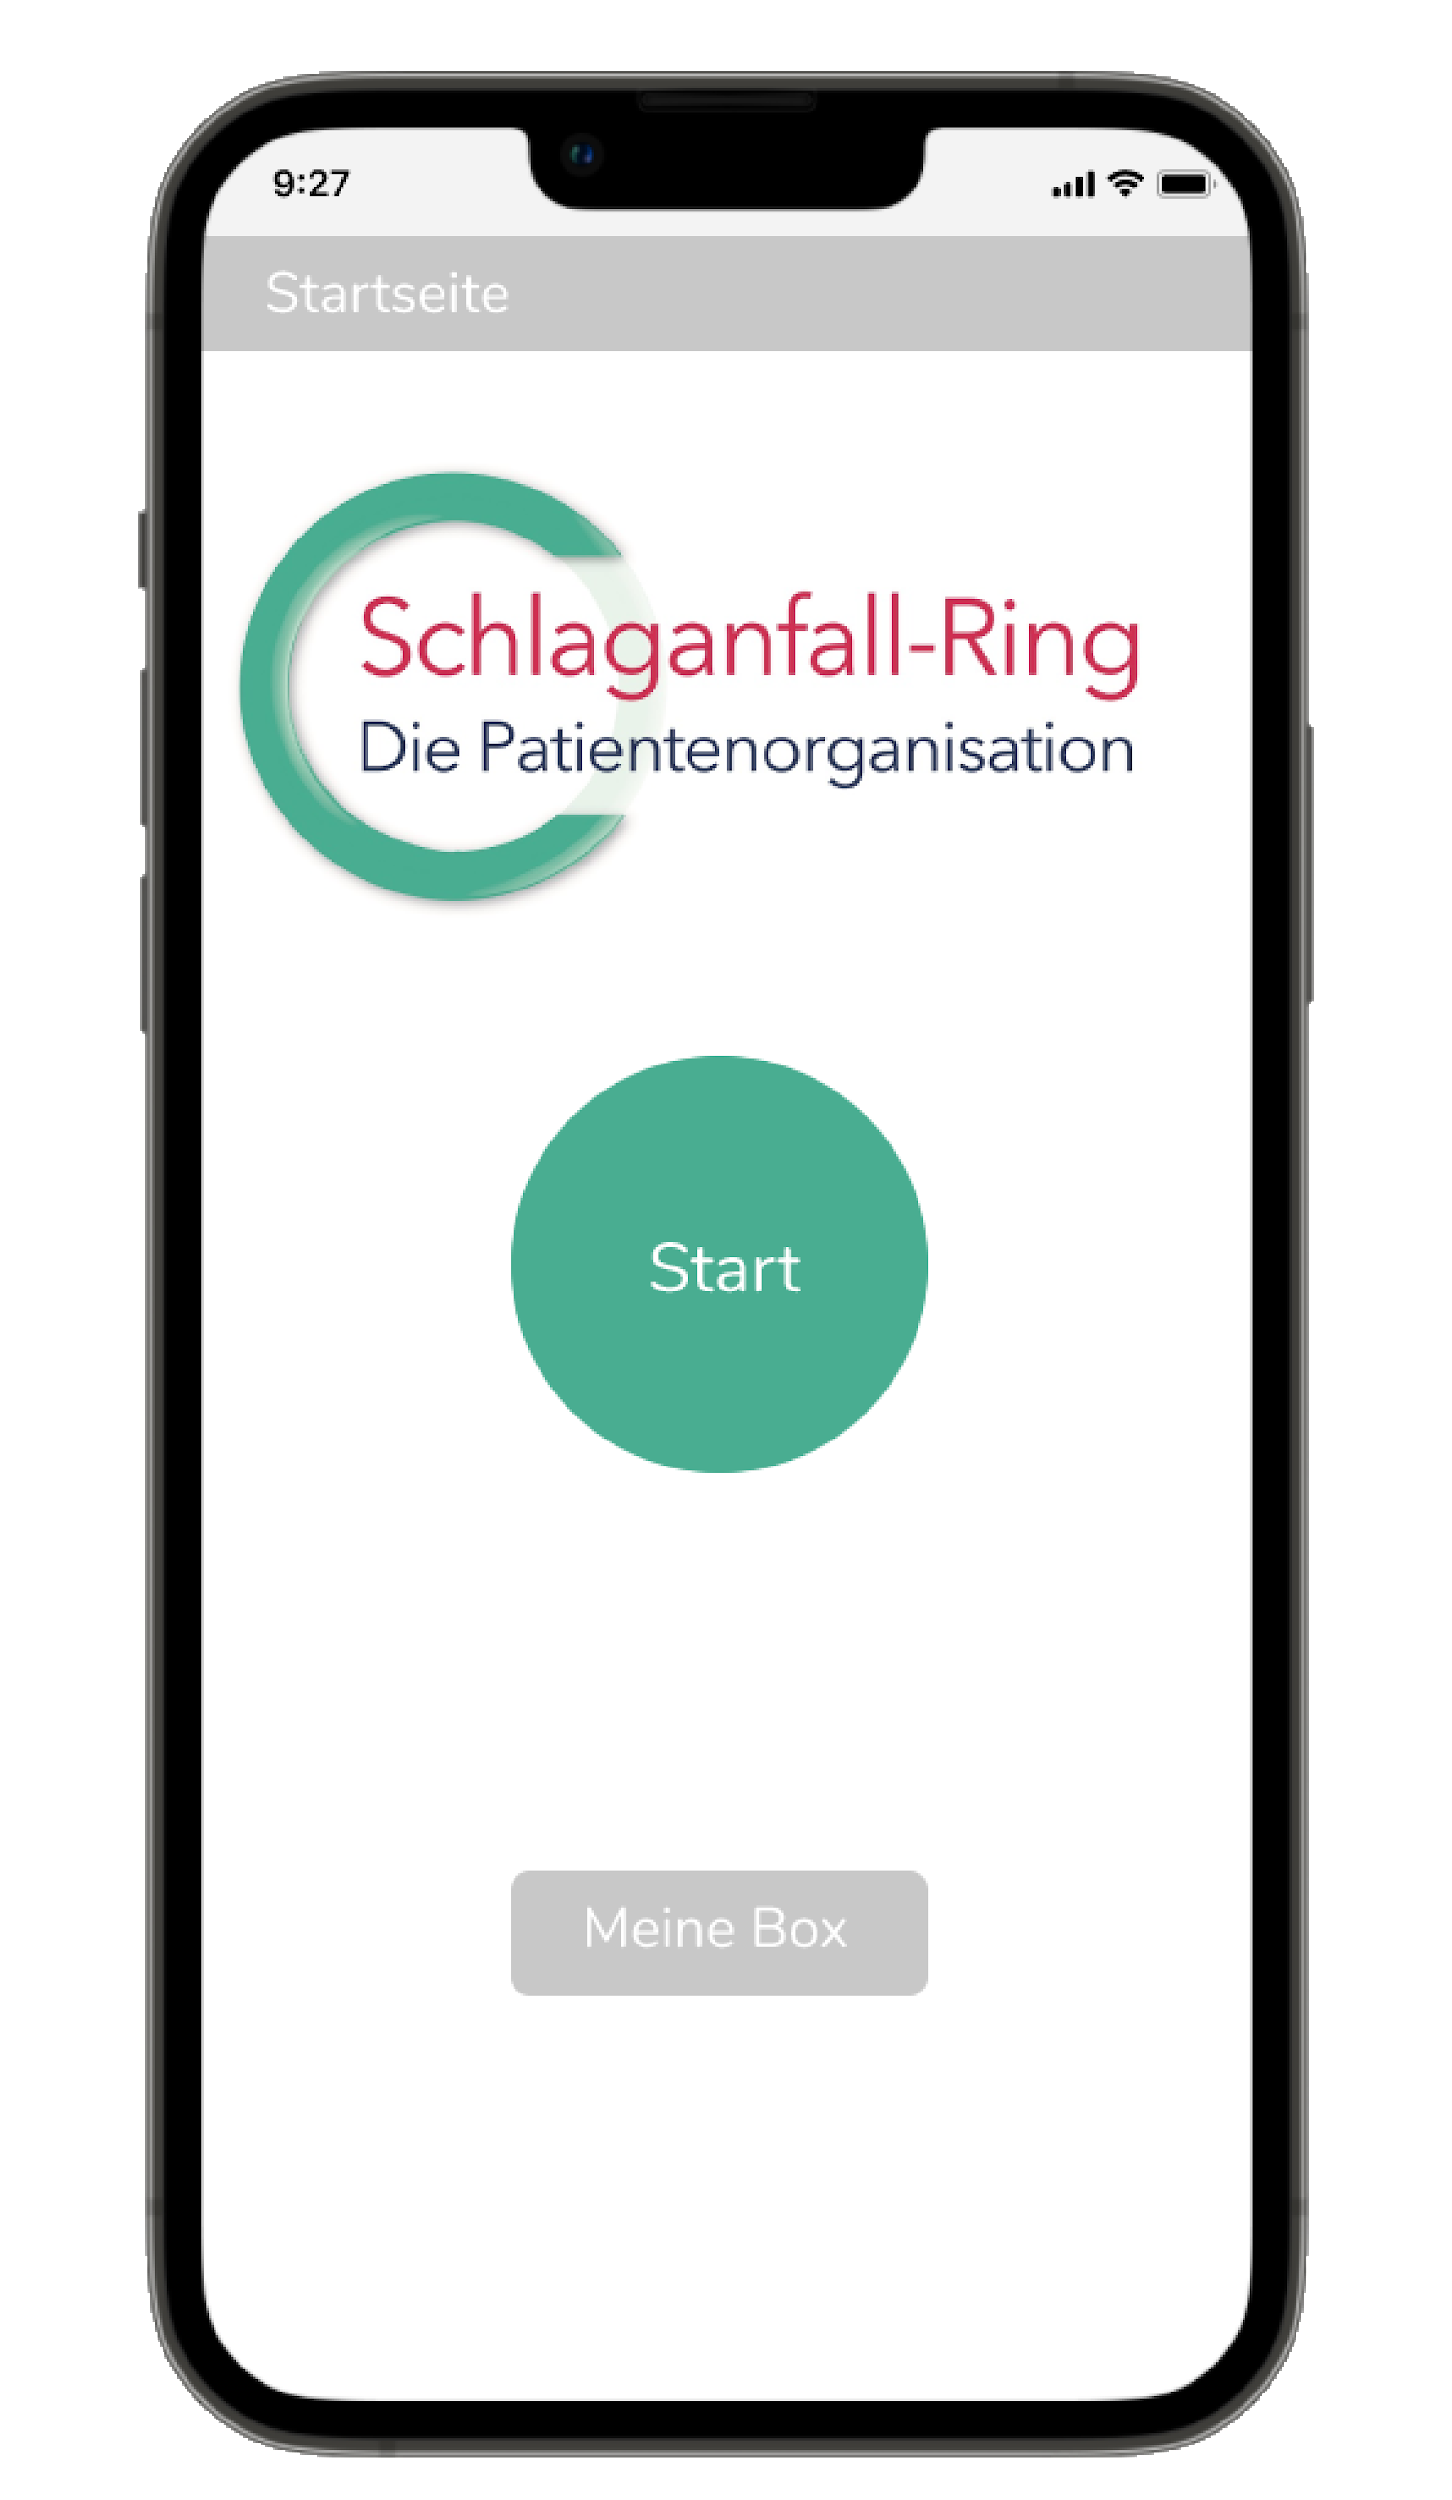 9:27
Startseite
Schlaganfall-Ring
Die Patientenorganisation
Start
Meine Box